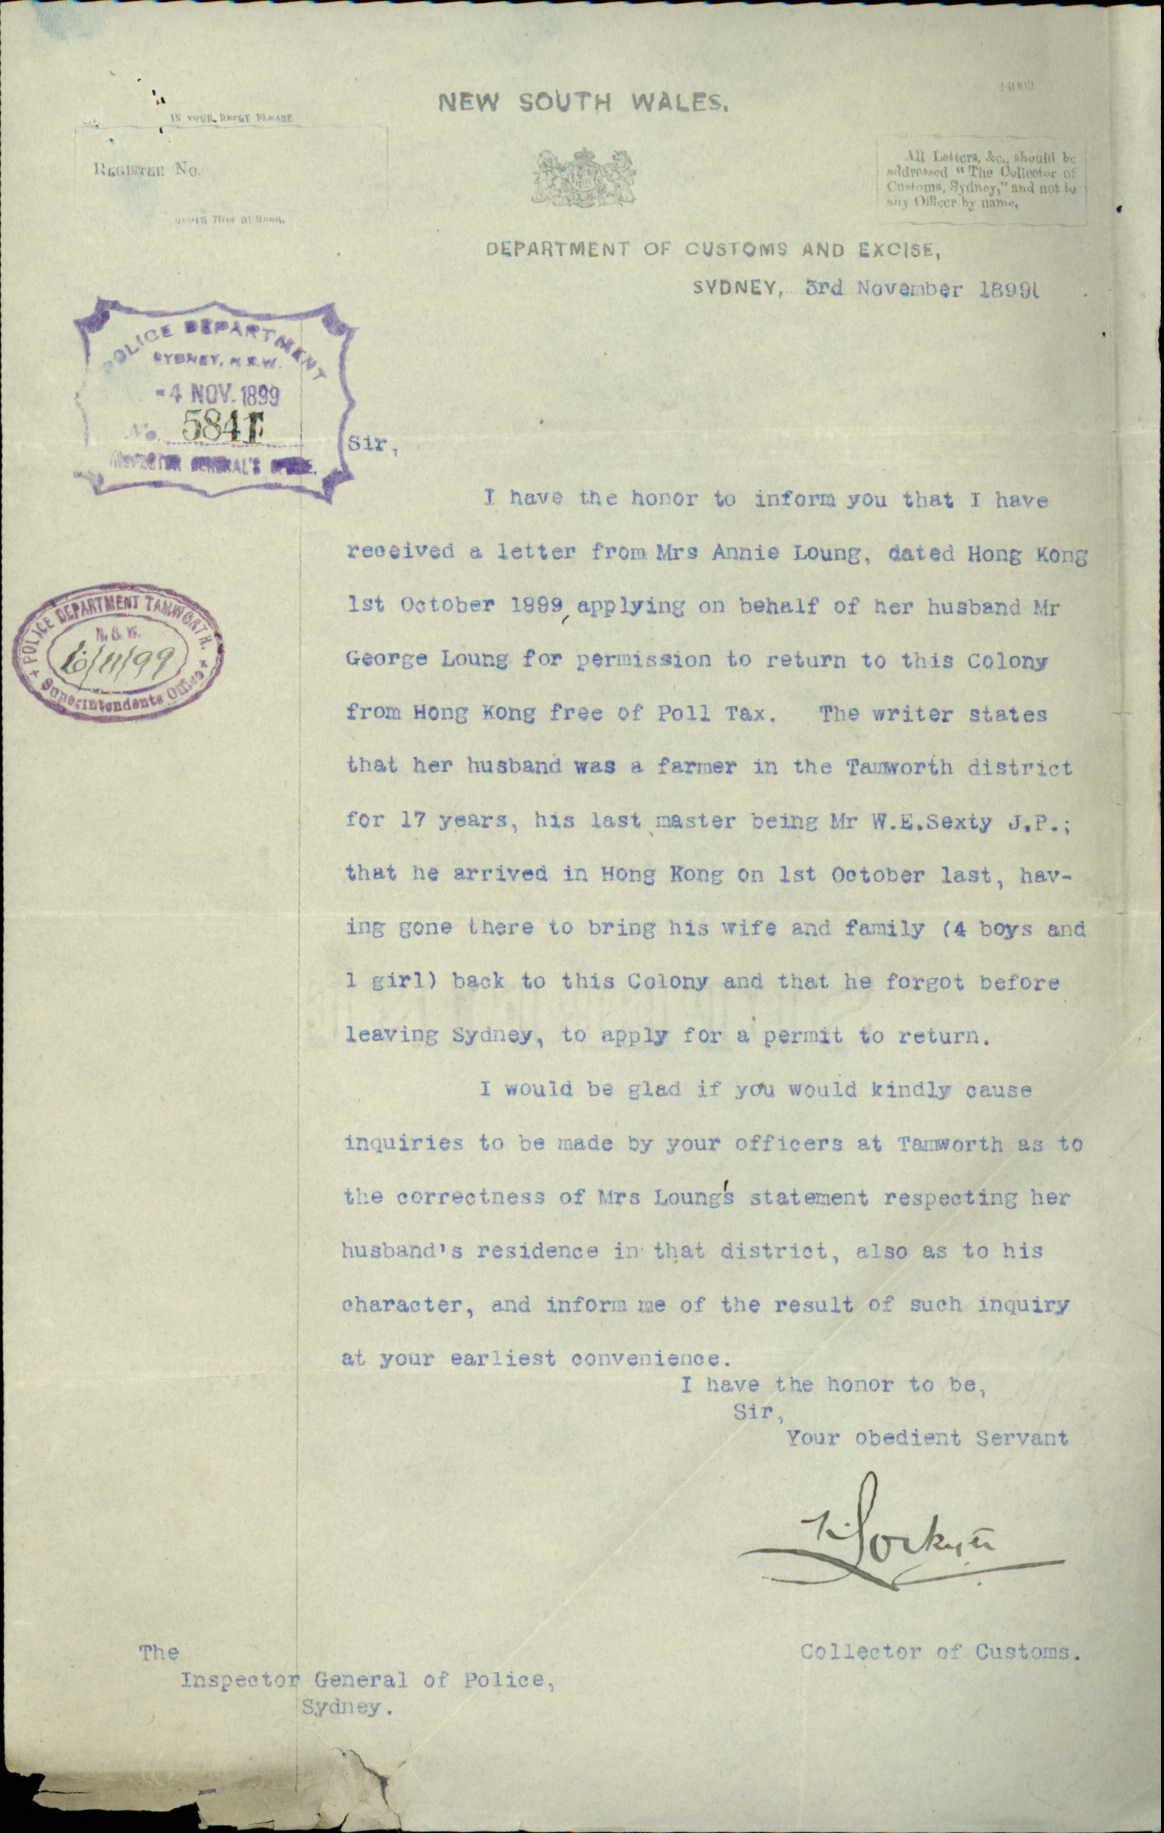 NEW SOUTH WALES.
IN YOUR REPLY PLEASE
REGISTER No.
QUOTE THIS AT HEAD.
All Letters, &c., should be
addressed "The Collector of
Customs, Sydney," and not to
any Officer by name.
DEPARTMENT OF CUSTOMS AND EXCISE,
SYDNEY, 3rd November 1899
POLICE DEPARTMENT
SYDNEY, N.S.W.
-4 NOV. 1899
No. 5841
INSPECTOR GENERAL'S OFFICE.
POLICE DEPARTMENT TAMWORTH.
N.S.W.
6/11/99
Superintendents Office
Sir,
I have the honor to inform you that I have
received a letter from Mrs Annie Loung, dated Hong Kong
1st October 1899, applying on behalf of her husband Mr
George Loung for permission to return to this Colony
from Hong Kong free of Poll Tax. The writer states
that her husband was a farmer in the Tamworth district
for 17 years, his last master being Mr W.E.Sexty J.P.;
that he arrived in Hong Kong on 1st October last, hav-
ing gone there to bring his wife and family (4 boys and
1 girl) back to this Colony and that he forgot before
leaving Sydney, to apply for a permit to return.
I would be glad if you would kindly cause
inquiries to be made by your officers at Tamworth as to
the correctness of Mrs Loung's statement respecting her
husband's residence in that district, also as to his
character, and inform me of the result of such inquiry
at your earliest convenience.
I have the honor to be,
Sir,
Your obedient Servant
Collector of Customs.
The
Inspector General of Police,
Sydney.